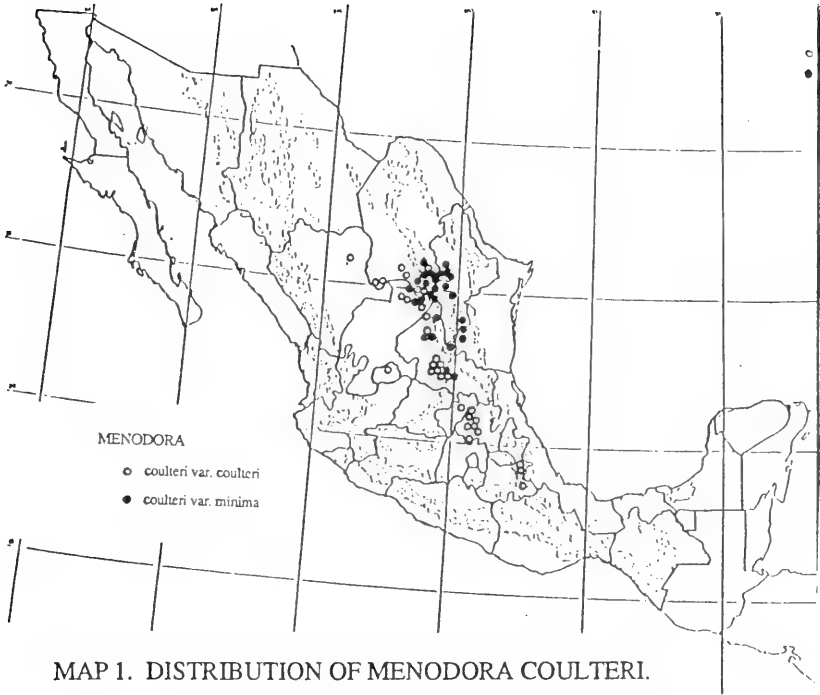 MENODORA
coulteri var. coulteri
coulteri var. minima
MAP 1. DISTRIBUTION OF MENODORA COULTERI.